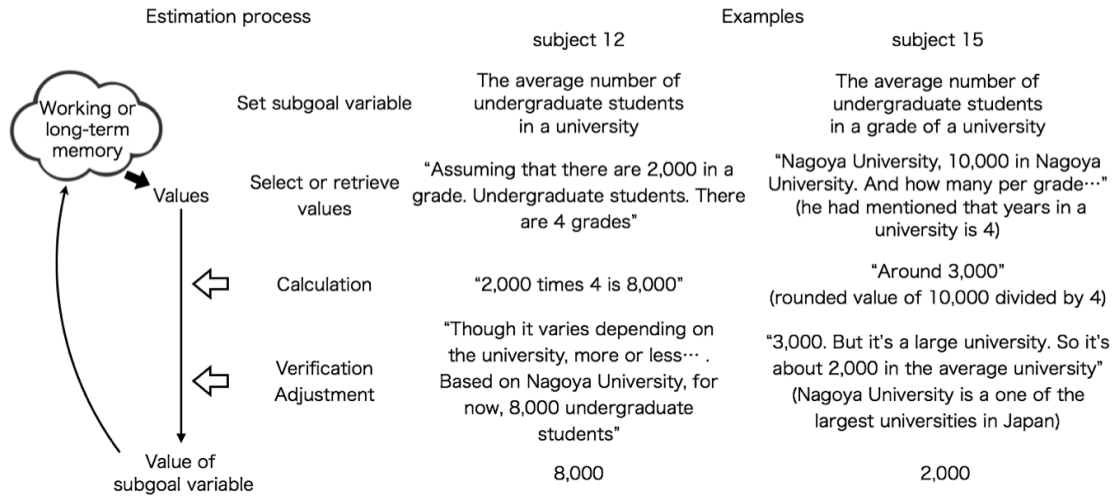 Estimation process
Examples
subject 12
subject 15
Working or
long-term
memory
Set subgoal variable
The average number of
undergraduate students
in a university
The average number of
undergraduate students
in a grade of a university
Values
Select or retrieve
values
“Assuming that there are 2,000 in a
grade. Undergraduate students. There
are 4 grades”
“Nagoya University, 10,000 in Nagoya
University. And how many per grade…”
(he had mentioned that years in a
university is 4)
Calculation
“2,000 times 4 is 8,000”
“Around 3,000”
(rounded value of 10,000 divided by 4)
Verification
Adjustment
“Though it varies depending on
the university, more or less… .
Based on Nagoya University, for
now, 8,000 undergraduate
students”
“3,000. But it’s a large university. So it’s
about 2,000 in the average university”
(Nagoya University is a one of the
largest universities in Japan)
Value of
subgoal variable
8,000
2,000